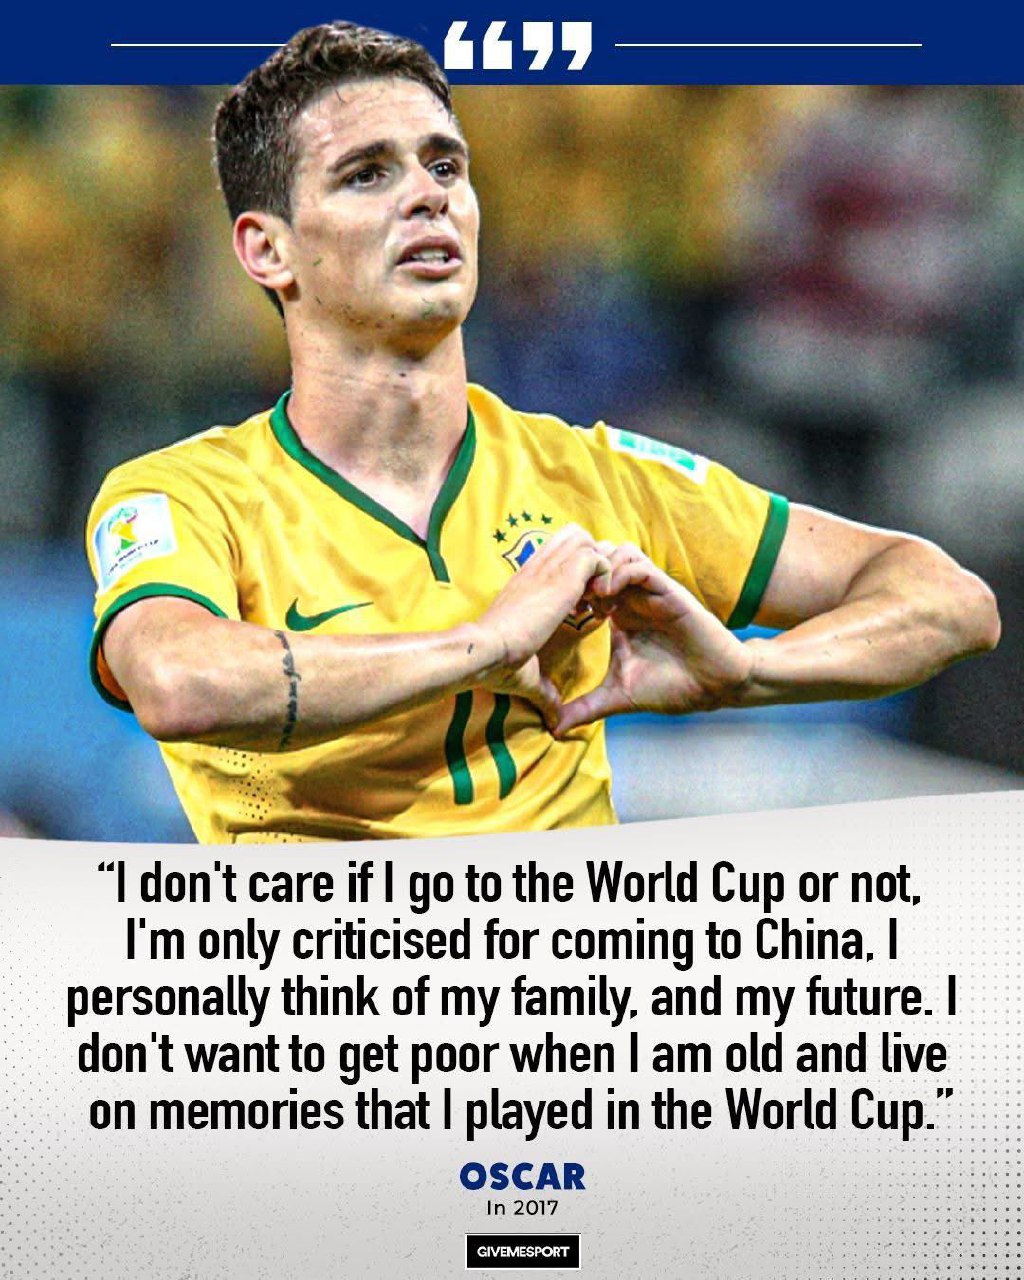 “I don't care if I go to the World Cup or not,
I'm only criticised for coming to China, I
personally think of my family, and my future. I
don't want to get poor when I am old and live
on memories that I played in the World Cup.”
OSCAR
In 2017
GIVEMESPORT
11